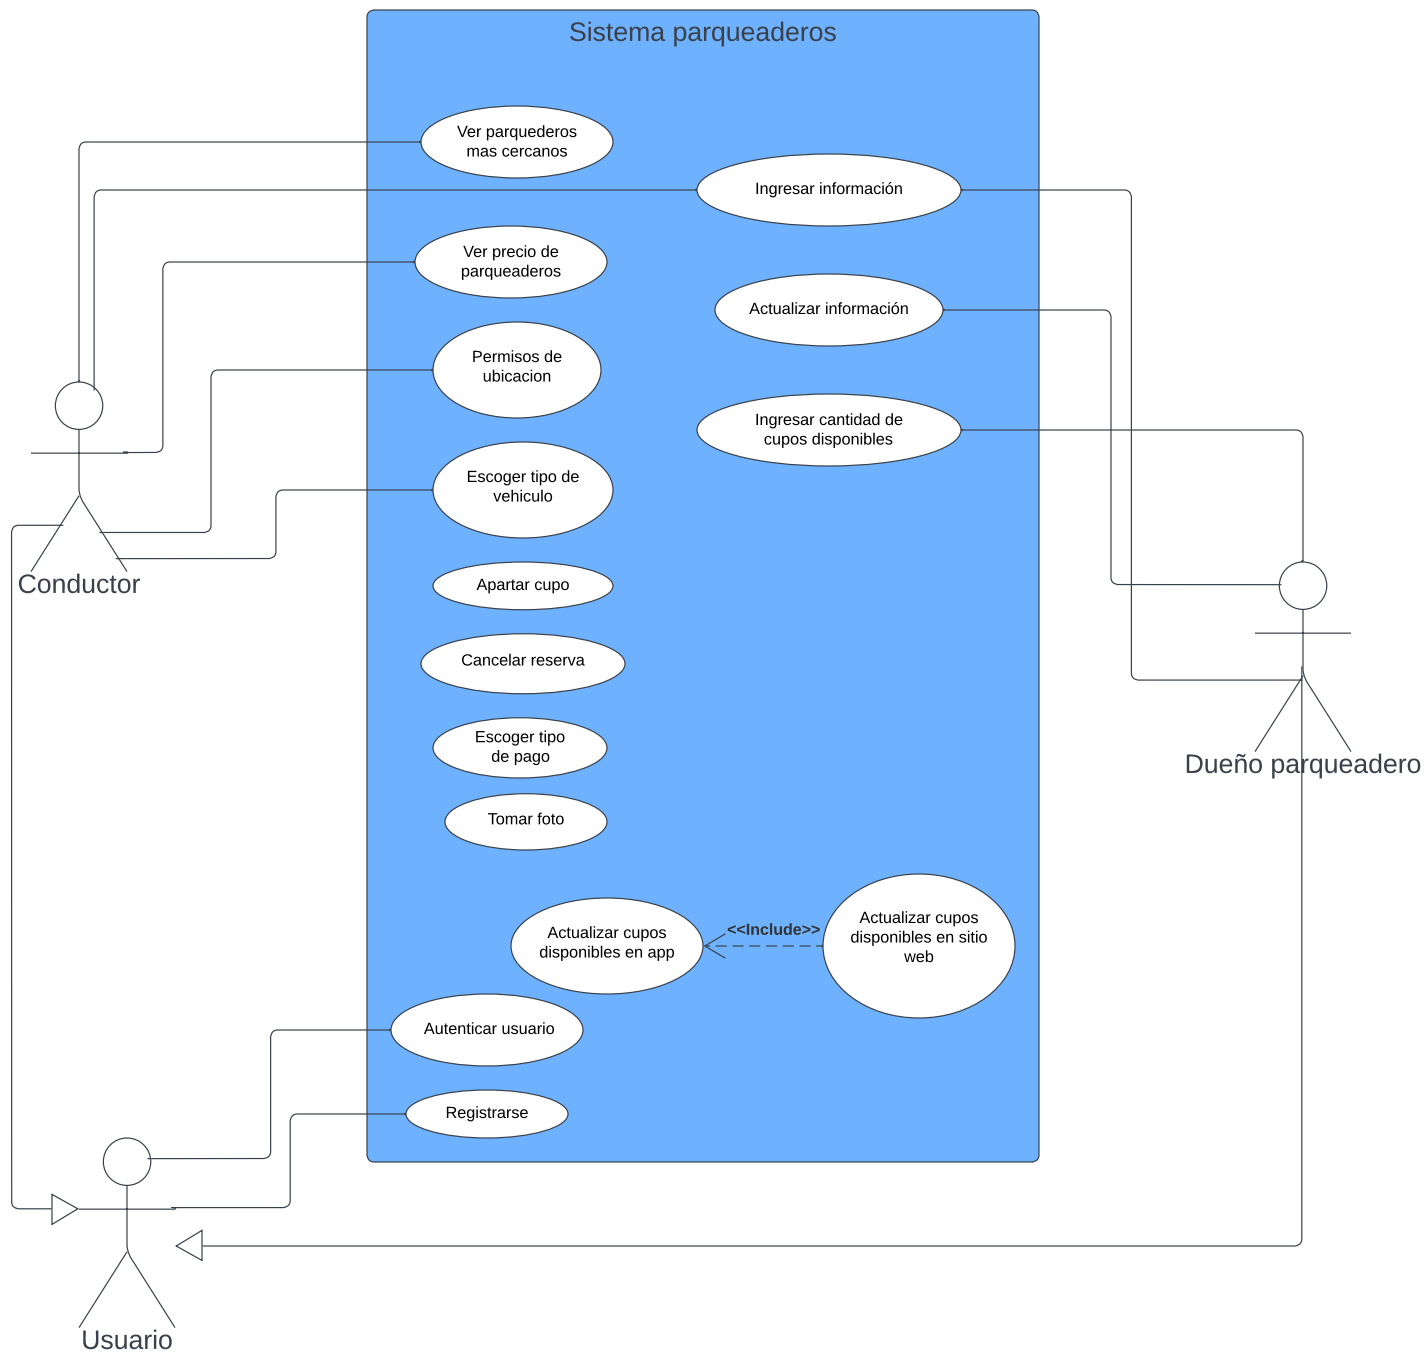 Sistema parqueaderos
Ver parquederos
mas cercanos
Ingresar información
Ver precio de
parqueaderos
Actualizar información
Permisos de
ubicacion
Ingresar cantidad de
cupos disponibles
Escoger tipo de
vehiculo
Conductor
Apartar cupo
Cancelar reserva
Escoger tipo
de pago
Dueño parqueadero
Tomar foto
Actualizar cupos
disponibles en app
<<Include>>
Actualizar cupos
disponibles en sitio
web
Autenticar usuario
Registrarse
Usuario